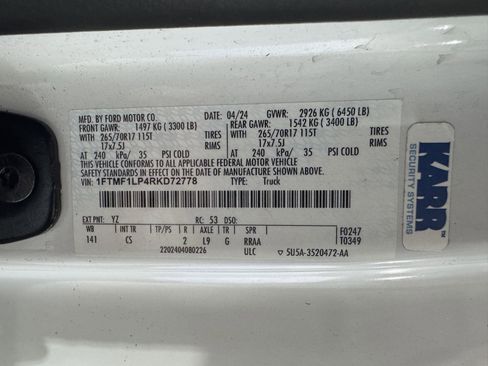 MFD. BY FORD MOTOR CO. DATE: 04/24 GVWR: 2926 KG ( 6450 LB)
FRONT GAWR: 1497 KG ( 3300 LB) REAR GAWR: 1542 KG ( 3400 LB)
WITH 265/70R17 115T TIRES WITH 265/70R17 115T TIRES
17x7.5J RIMS 17x7.5J RIMS
AT 240 kPa/ 35 PSI COLD AT 240 kPa/ 35 PSI COLD
THIS VEHICLE CONFORMS TO ALL APPLICABLE FEDERAL MOTOR VEHICLE
SAFETY STANDARDS IN EFFECT ON THE DATE OF MANUFACTURE SHOWN ABOVE.
VIN: 1FTMF1LP4RKD72778 TYPE: Truck
EXT PNT: YZ RC: 53 DSO: F0247
WB INT TR TP/PS R AXLE TR SPR T0349
141 CS 2 L9 G RRAA
2202404080226 ULC 5U5A-3520472-AA
KARR™
SECURITY SYSTEMS